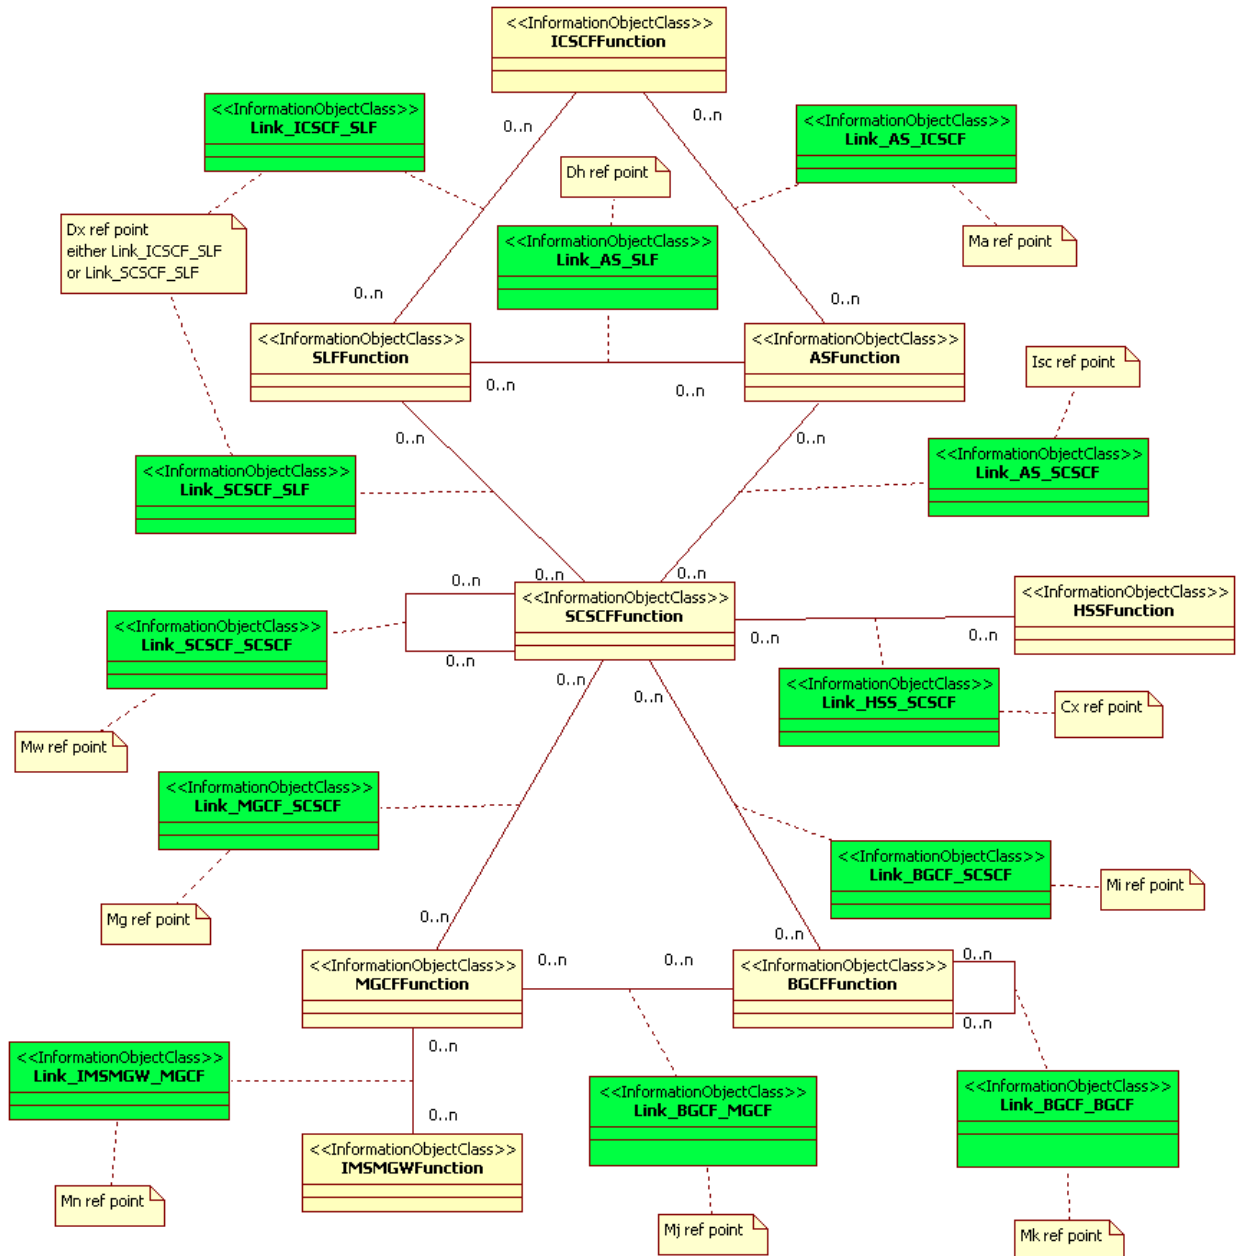 <<InformationObjectClass>>
ICSCFFunction
<<InformationObjectClass>>
Link_ICSCF_SLF
0..n
0..n
<<InformationObjectClass>>
Link_AS_ICSCF
Dh ref point
Dx ref point
either Link_ICSCF_SLF
or Link_SCSCF_SLF
<<InformationObjectClass>>
Link_AS_SLF
Ma ref point
0..n
0..n
<<InformationObjectClass>>
SLFFunction
<<InformationObjectClass>>
ASFunction
Isc ref point
0..n
0..n
0..n
0..n
<<InformationObjectClass>>
Link_SCSCF_SLF
<<InformationObjectClass>>
Link_AS_SCSCF
0..n
0..n
0..n
<<InformationObjectClass>>
SCSCFFunction
<<InformationObjectClass>>
HSSFunction
<<InformationObjectClass>>
Link_SCSCF_SCSCF
0..n
0..n
0..n
0..n
0..n
<<InformationObjectClass>>
Link_HSS_SCSCF
Cx ref point
Mw ref point
<<InformationObjectClass>>
Link_MGCF_SCSCF
<<InformationObjectClass>>
Link_BGCF_SCSCF
Mi ref point
Mg ref point
0..n
0..n
<<InformationObjectClass>>
MGCFFunction
0..n
0..n
<<InformationObjectClass>>
BGCFFunction
0..n
0..n
0..n
<<InformationObjectClass>>
Link_IMSMGW_MGCF
<<InformationObjectClass>>
Link_BGCF_MGCF
<<InformationObjectClass>>
Link_BGCF_BGCF
0..n
<<InformationObjectClass>>
IMSMGWFunction
Mn ref point
Mj ref point
Mk ref point